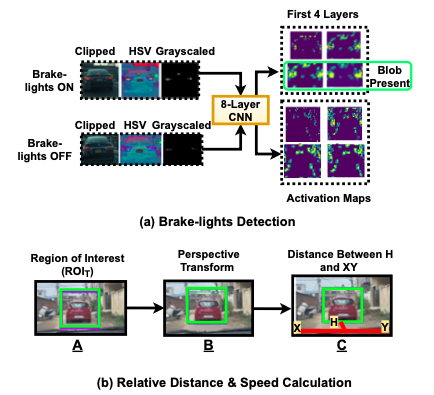 First 4 Layers
Clipped HSV Grayscaled
Brake-
lights ON
Blob
Present
8-Layer
CNN
Clipped HSV Grayscaled
Brake-
lights OFF
Activation Maps
(a) Brake-lights Detection
Region of Interest
(ROIT)
Perspective
Transform
Distance Between H
and XY
H
X
Y
A
B
C
(b) Relative Distance & Speed Calculation